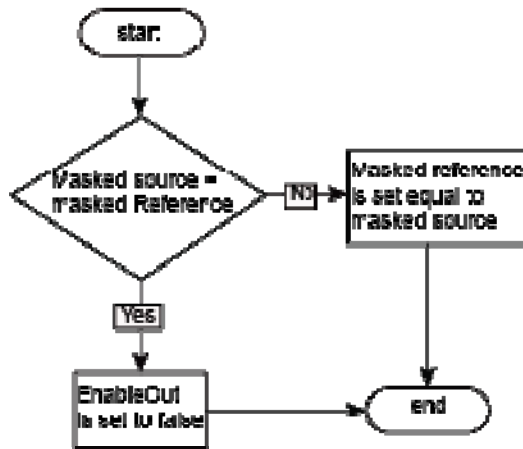 start
Masked source =
masked Reference
No
Masked reference
is set equal to
masked source
Yes
EnableOut
is set to false
end